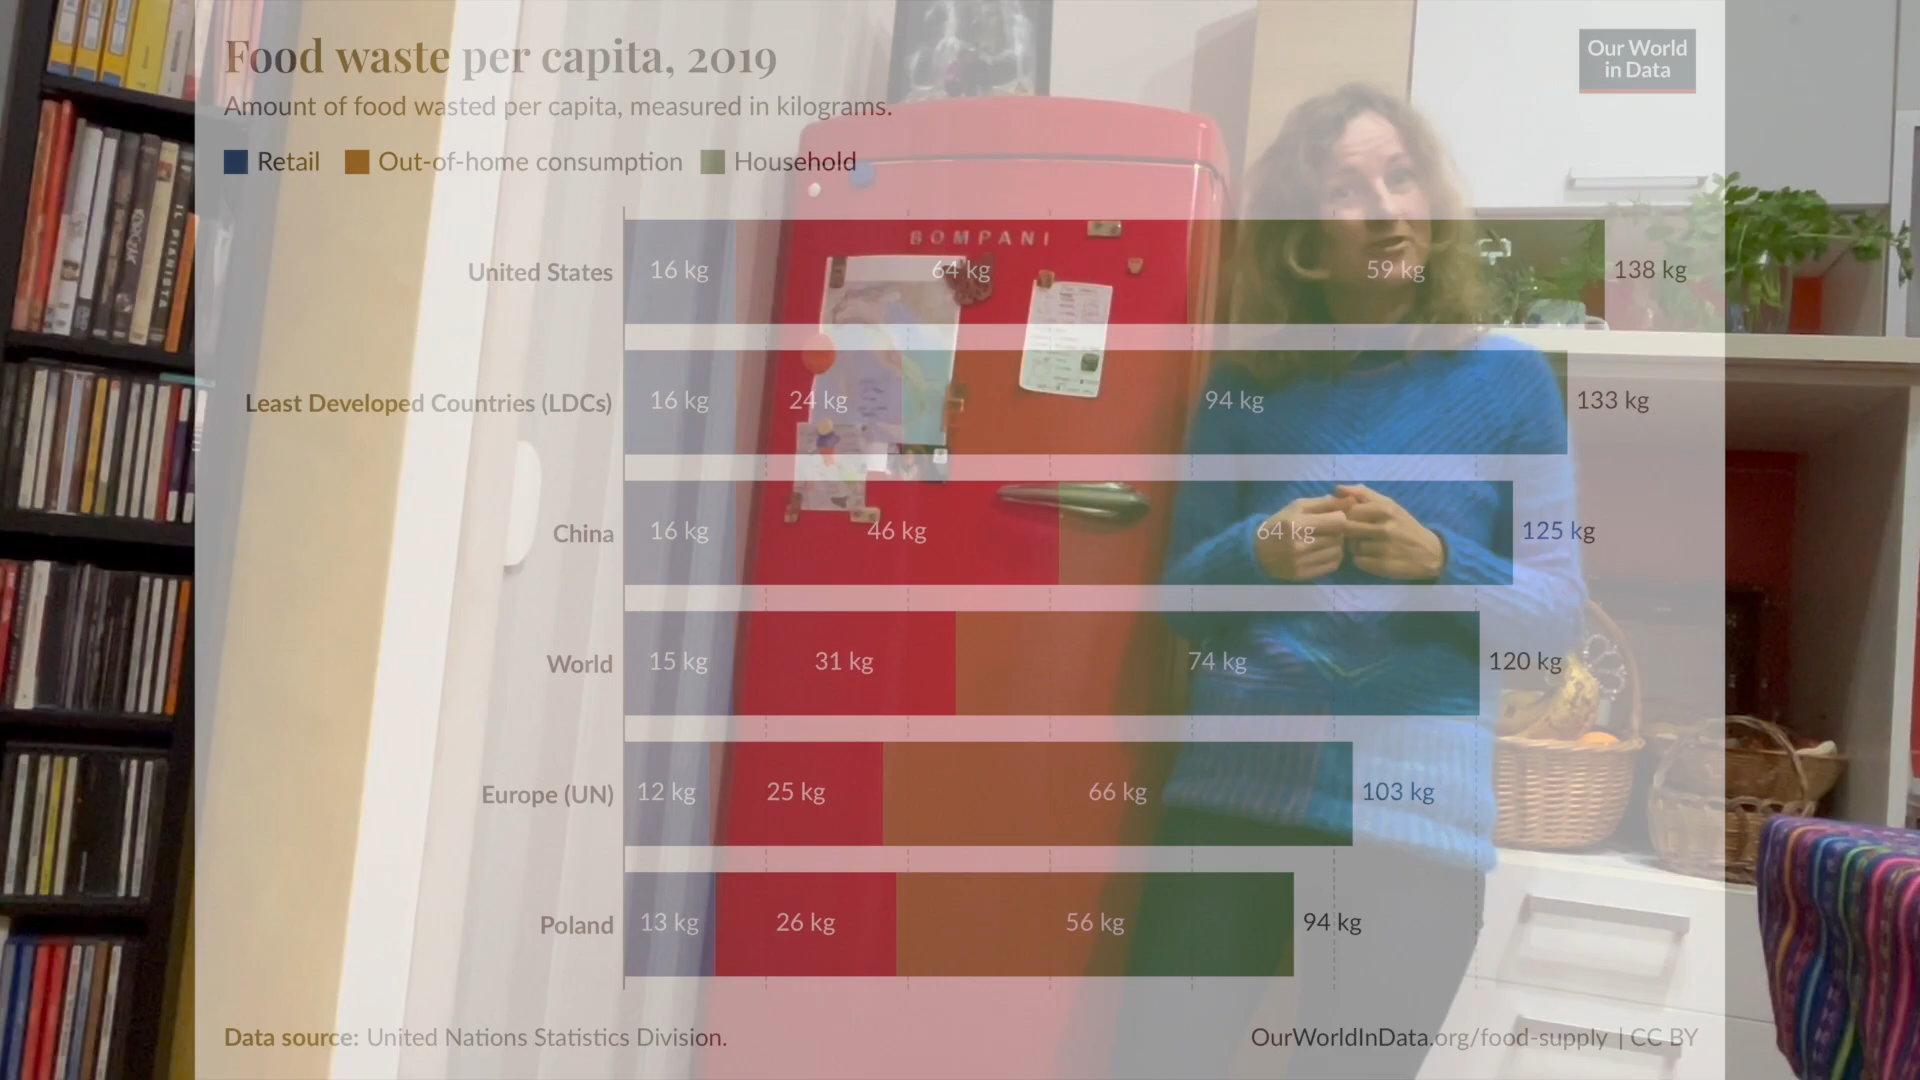 Food waste per capita, 2019
Our World
in Data
Amount of food wasted per capita, measured in kilograms.
Retail Out-of-home consumption Household
BOMPANI
United States 16 kg 64 kg 59 kg 138 kg
Least Developed Countries (LDCs) 16 kg 24 kg 94 kg 133 kg
China 16 kg 46 kg 64 kg 125 kg
World 15 kg 31 kg 74 kg 120 kg
Europe (UN) 12 kg 25 kg 66 kg 103 kg
Poland 13 kg 26 kg 56 kg 94 kg
Data source: United Nations Statistics Division.
OurWorldInData.org/food-supply | CC BY
IL PIANISTA